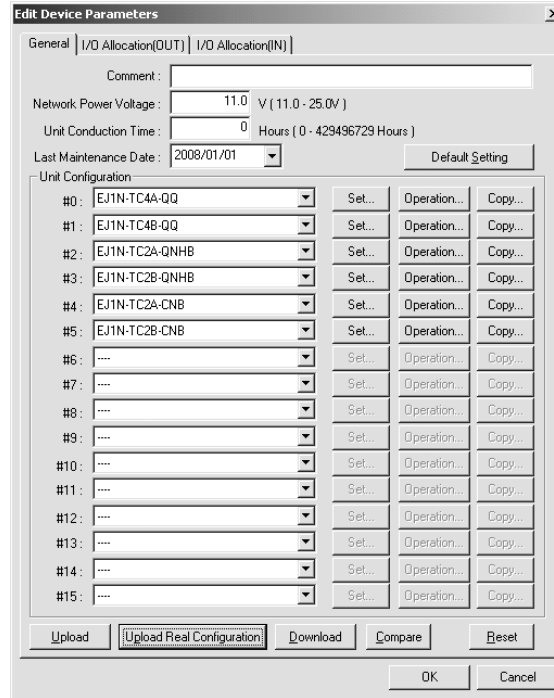 Edit Device Parameters
General I/O Allocation(OUT) I/O Allocation(IN)
Comment :
Network Power Voltage : 11.0 V ( 11.0 - 25.0V )
Unit Conduction Time : 0 Hours ( 0 - 429496729 Hours )
Last Maintenance Date : 2008/01/01 Default Setting
Unit Configuration
#0 : EJ1N-TC4A-QQ Set... Operation... Copy...
#1 : EJ1N-TC4B-QQ Set... Operation... Copy...
#2 : EJ1N-TC2A-QNHB Set... Operation... Copy...
#3 : EJ1N-TC2B-QNHB Set... Operation... Copy...
#4 : EJ1N-TC2A-CNB Set... Operation... Copy...
#5 : EJ1N-TC2B-CNB Set... Operation... Copy...
#6 : ---- Set... Operation... Copy...
#7 : ---- Set... Operation... Copy...
#8 : ---- Set... Operation... Copy...
#9 : ---- Set... Operation... Copy...
#10 : ---- Set... Operation... Copy...
#11 : ---- Set... Operation... Copy...
#12 : ---- Set... Operation... Copy...
#13 : ---- Set... Operation... Copy...
#14 : ---- Set... Operation... Copy...
#15 : ---- Set... Operation... Copy...
Upload Upload Real Configuration Download Compare Reset
OK Cancel